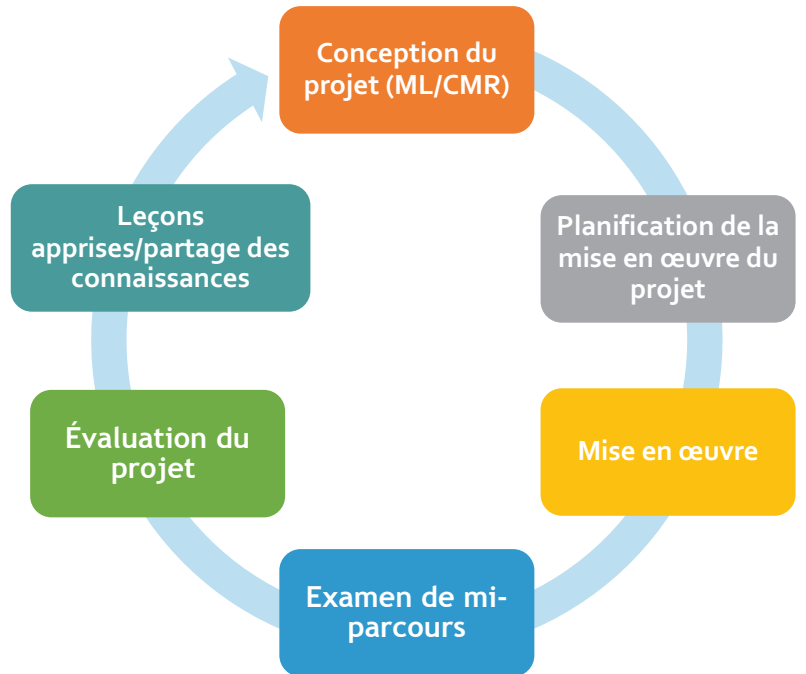 Conception du
projet (ML/CMR)
Planification de la
mise en œuvre du
projet
Mise en œuvre
Examen de mi-
parcours
Évaluation du
projet
Leçons
apprises/partage des
connaissances